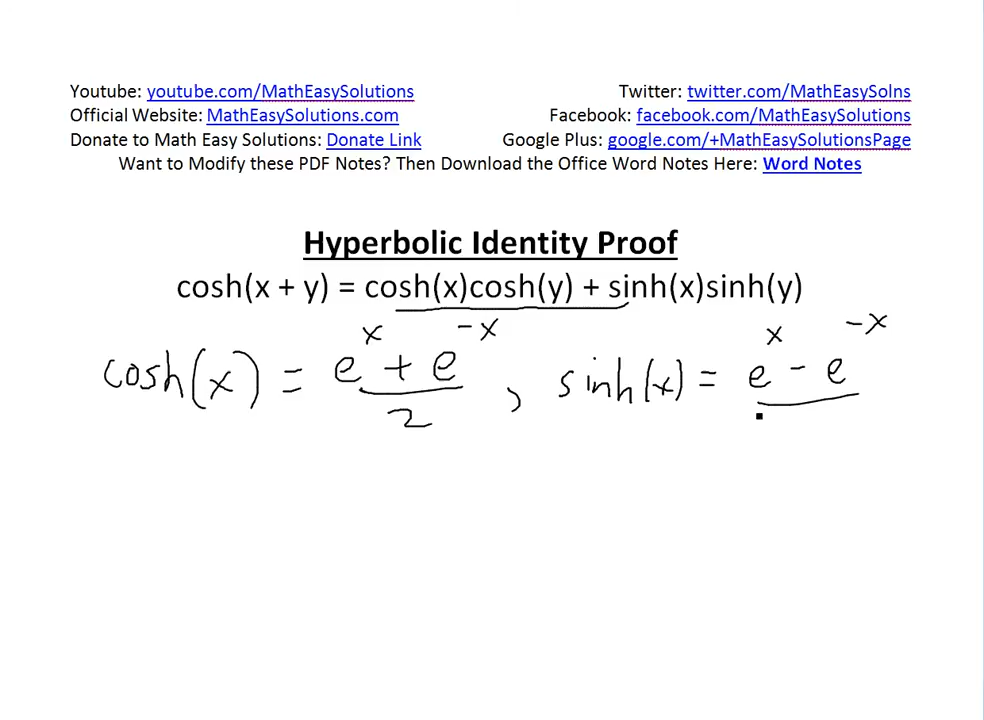 Youtube: youtube.com/MathEasySolutions Twitter: twitter.com/MathEasySolns
Official Website: MathEasySolutions.com Facebook: facebook.com/MathEasySolutions
Donate to Math Easy Solutions: Donate Link Google Plus: google.com/+MathEasySolutionsPage
Want to Modify these PDF Notes? Then Download the Office Word Notes Here: Word Notes
Hyperbolic Identity Proof
cosh(x + y) = cosh(x)cosh(y) + sinh(x)sinh(y)
cosh(x) = e^x + e^-x / 2 , sinh(x) = e^x - e^-x